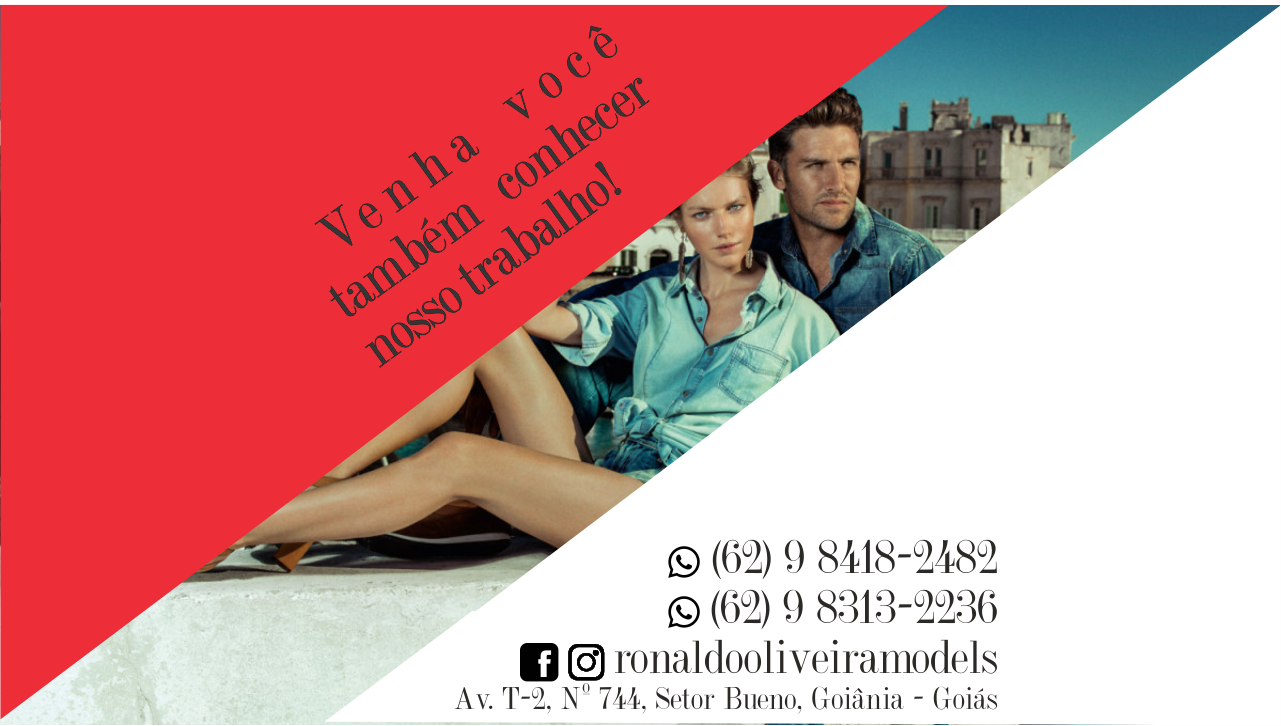 Venha você
também conhecer
nosso trabalho!
(62) 9 8418-2482
(62) 9 8313-2236
ronaldooliveiramodels
Av. T-2, Nº 744, Setor Bueno, Goiânia - Goiás